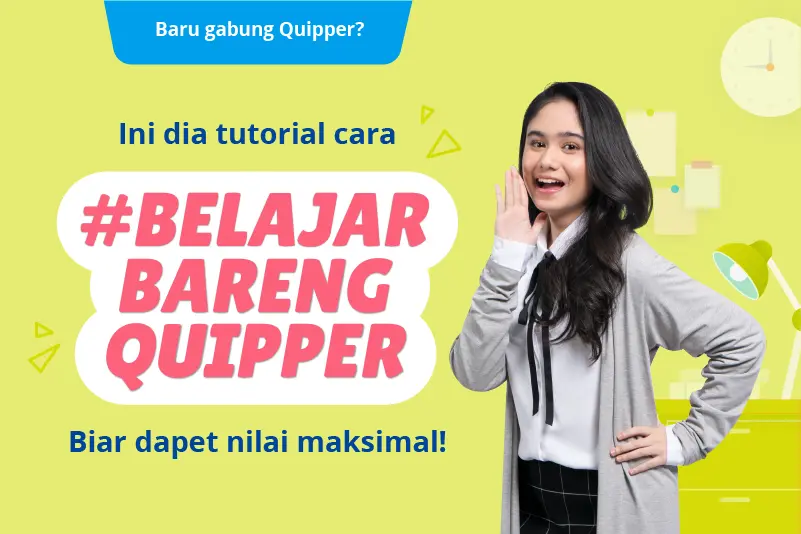 Baru gabung Quipper?
Ini dia tutorial cara
#BELAJAR
BARENG
QUIPPER
Biar dapet nilai maksimal!